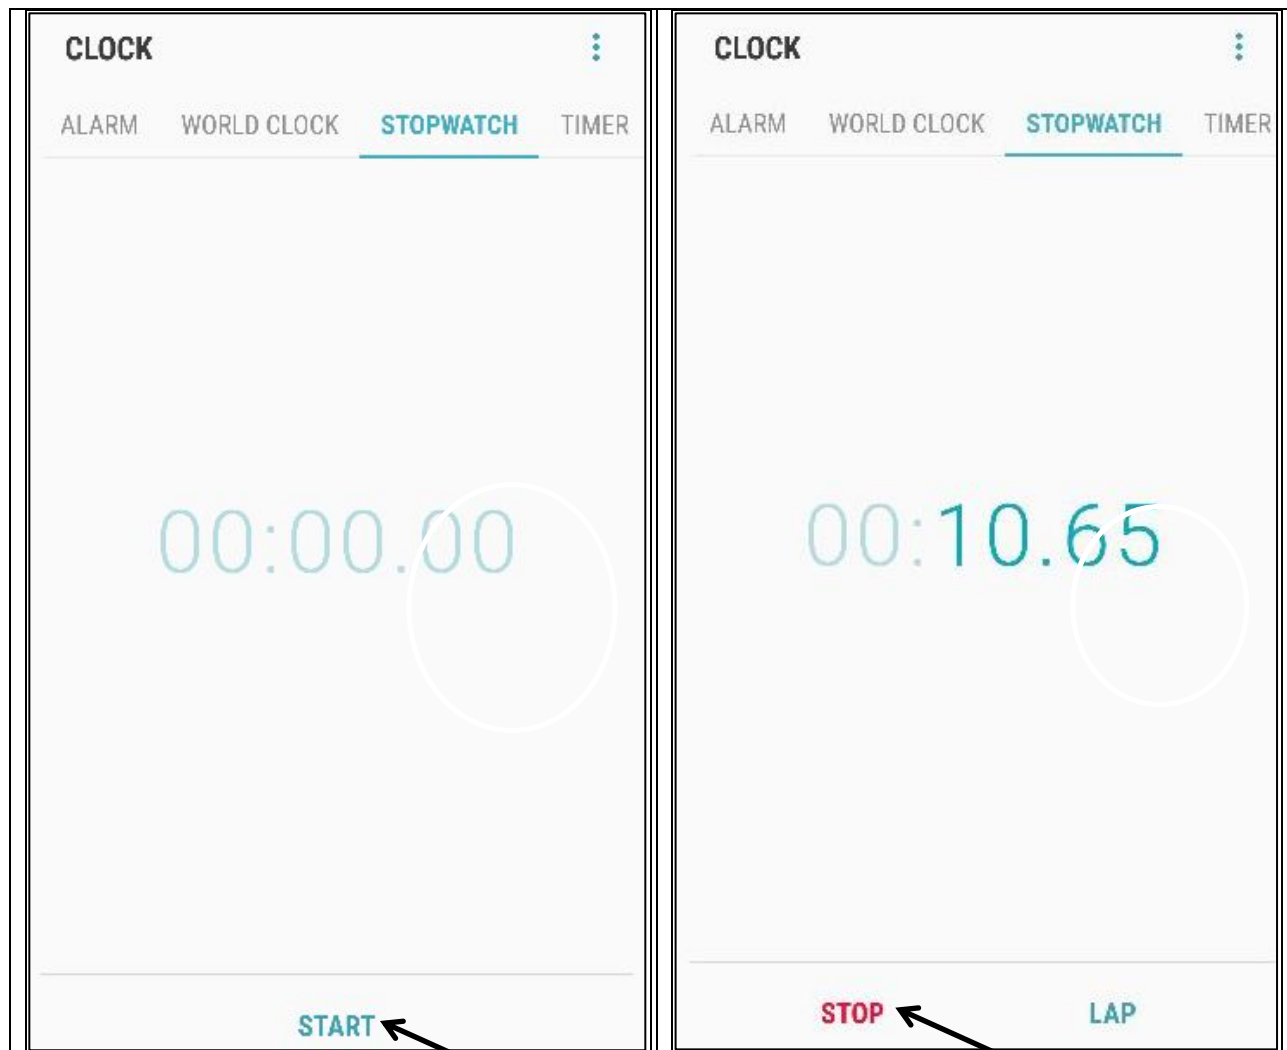 CLOCK
ALARM WORLD CLOCK STOPWATCH TIMER
00:00.00
START
CLOCK
ALARM WORLD CLOCK STOPWATCH TIMER
00:10.65
STOP LAP